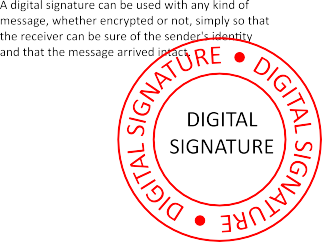 A digital signature can be used with any kind of
message, whether encrypted or not, simply so that
the receiver can be sure of the sender's identity
and that the message arrived intact.
DIGITAL SIGNATURE • DIGITAL SIGNATURE •
DIGITAL
SIGNATURE